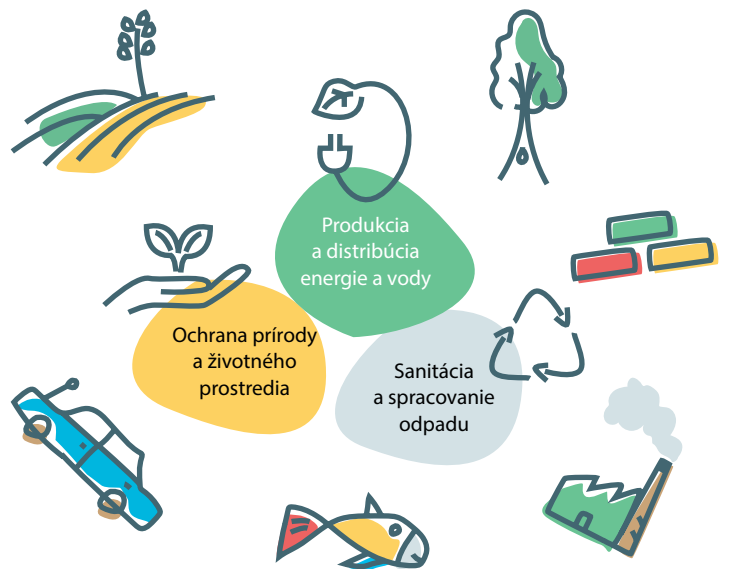 Produkcia
a distribúcia
energie a vody
Ochrana prírody
a životného
prostredia
Sanitácia
a spracovanie
odpadu